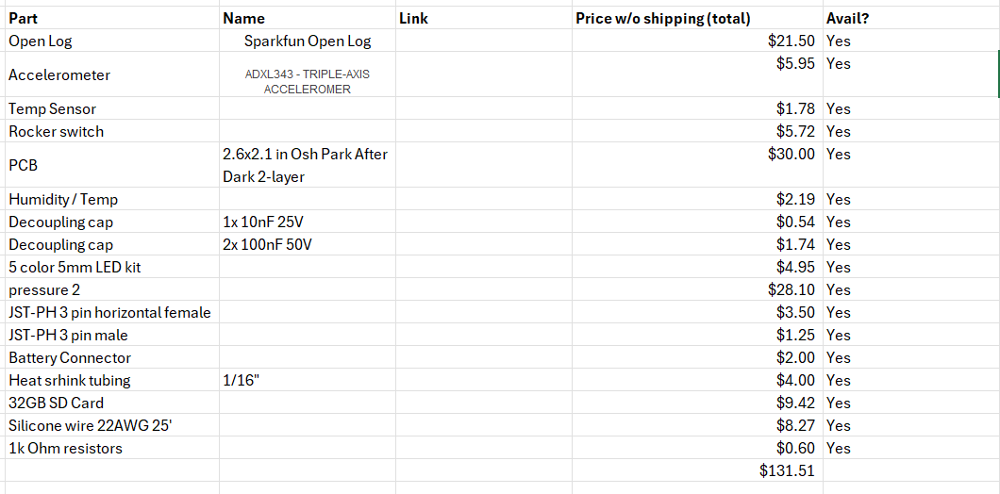 Part Name Link Price w/o shipping (total) Avail?
Open Log Sparkfun Open Log $21.50 Yes
Accelerometer ADXL343 - TRIPLE-AXIS $5.95 Yes
ACCELEROMER
Temp Sensor $1.78 Yes
Rocker switch $5.72 Yes
PCB 2.6x2.1 in Osh Park After $30.00 Yes
Dark 2-layer
Humidity / Temp $2.19 Yes
Decoupling cap 1x 10nF 25V $0.54 Yes
Decoupling cap 2x 100nF 50V $1.74 Yes
5 color 5mm LED kit $4.95 Yes
pressure 2 $28.10 Yes
JST-PH 3 pin horizontal female $3.50 Yes
JST-PH 3 pin male $1.25 Yes
Battery Connector $2.00 Yes
Heat srhink tubing 1/16" $4.00 Yes
32GB SD Card $9.42 Yes
Silicone wire 22AWG 25' $8.27 Yes
1k Ohm resistors $0.60 Yes
$131.51